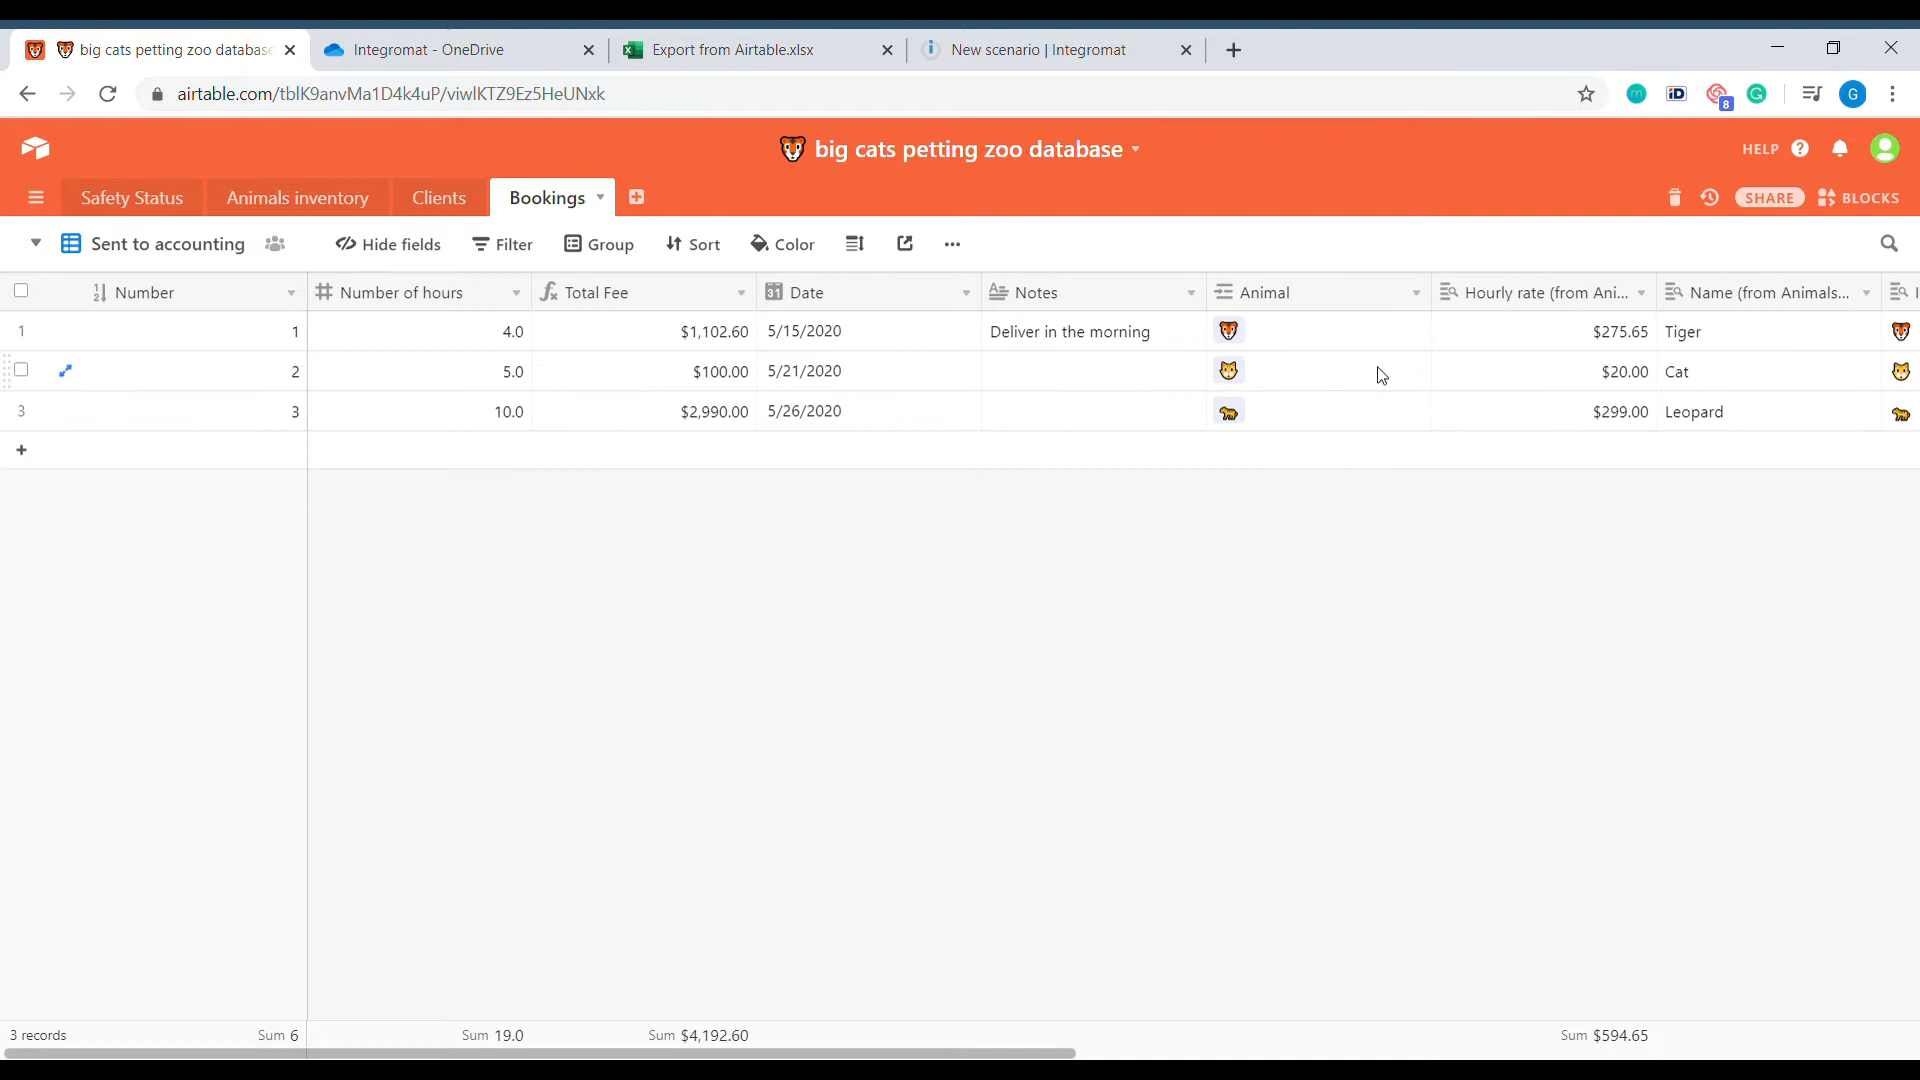 big cats petting zoo database
Integromat - OneDrive
Export from Airtable.xlsx
New scenario | Integromat
airtable.com/tblK9anvMa1D4k4uP/viwlKTZ9Ez5HeUNxk
8
G
big cats petting zoo database
HELP
Safety Status
Animals inventory
Clients
Bookings
SHARE
BLOCKS
Sent to accounting
Hide fields
Filter
Group
Sort
Color
Number
Number of hours
Total Fee
31 Date
Notes
Animal
Hourly rate (from Ani...
Name (from Animals...
1 1 4.0 $1,102.60 5/15/2020 Deliver in the morning $275.65 Tiger
2 5.0 $100.00 5/21/2020 $20.00 Cat
3 3 10.0 $2,990.00 5/26/2020 $299.00 Leopard
3 records Sum 6 Sum 19.0 Sum $4,192.60 Sum $594.65